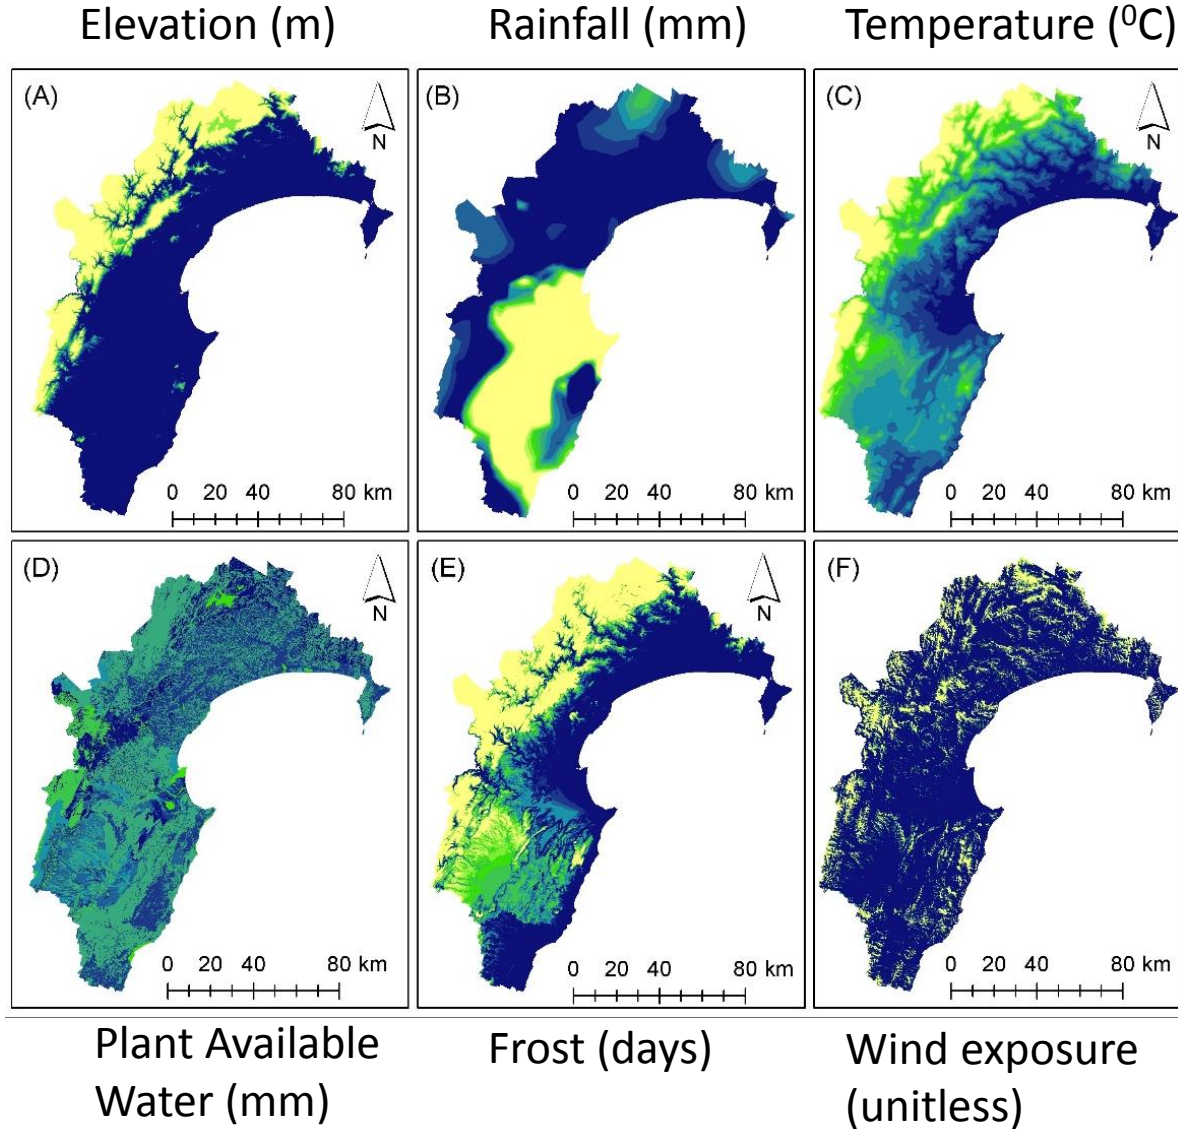 Elevation (m) Rainfall (mm) Temperature (⁰C)
(A) N
(B) N
(C) N
0 20 40 80 km
0 20 40 80 km
0 20 40 80 km
(D) N
(E) N
(F) N
0 20 40 80 km
0 20 40 80 km
0 20 40 80 km
Plant Available
Water (mm)
Frost (days)
Wind exposure
(unitless)